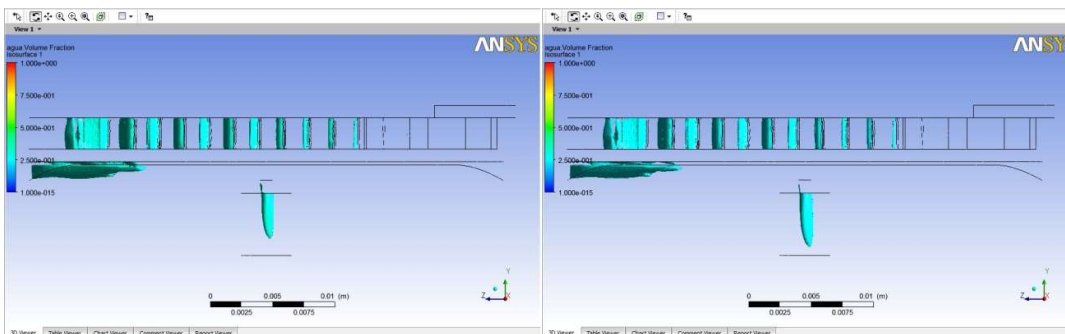 View 1
ANSYS
agua Volume Fraction
Isosurface 1
1.000e+000
7.500e-001
5.000e-001
2.500e-001
1.000e-015
0 0.005 0.01 (m)
0.0025 0.0075
Y
Z X
3D Viewer Table Viewer Chart Viewer Comment Viewer Report Viewer
View 1
ANSYS
agua Volume Fraction
Isosurface 1
1.000e+000
7.500e-001
5.000e-001
2.500e-001
1.000e-015
0 0.005 0.01 (m)
0.0025 0.0075
Y
Z X
3D Viewer Table Viewer Chart Viewer Comment Viewer Report Viewer